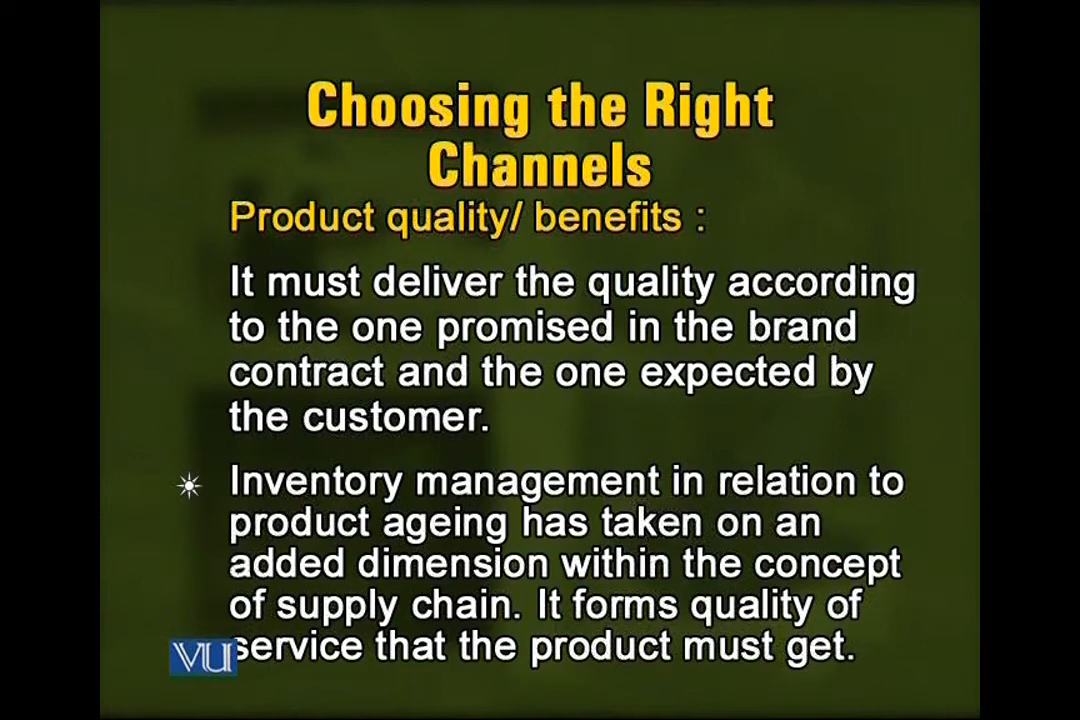 Choosing the Right
Channels
Product quality/ benefits :
It must deliver the quality according
to the one promised in the brand
contract and the one expected by
the customer.
Inventory management in relation to
product ageing has taken on an
added dimension within the concept
of supply chain. It forms quality of
service that the product must get.
VU